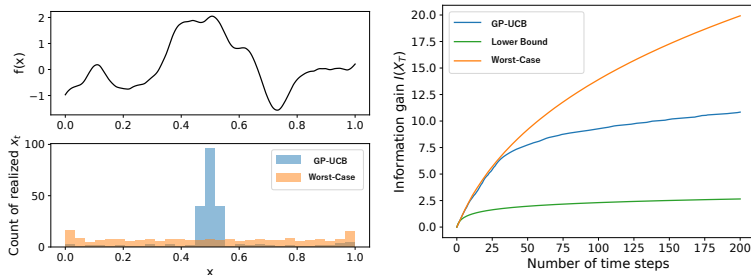 f(x)
2
1
0
−1
0.0 0.2 0.4 0.6 0.8 1.0
Count of realized x_t
100
50
0
GP-UCB
Worst-Case
0.0 0.2 0.4 0.6 0.8 1.0
x
Information gain I(X_T)
20.0
17.5
15.0
12.5
10.0
7.5
5.0
2.5
0.0
GP-UCB
Lower Bound
Worst-Case
0 25 50 75 100 125 150 175 200
Number of time steps